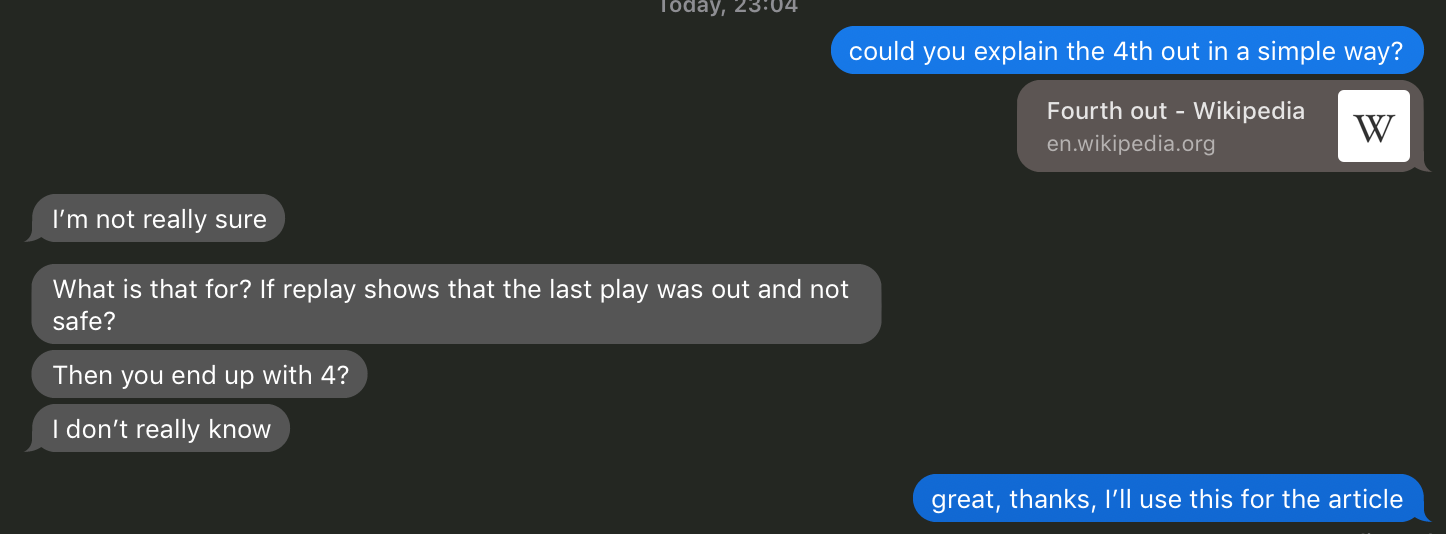 Today, 23:04
could you explain the 4th out in a simple way?
Fourth out - Wikipedia
en.wikipedia.org
W
I’m not really sure
What is that for? If replay shows that the last play was out and not
safe?
Then you end up with 4?
I don’t really know
great, thanks, I’ll use this for the article